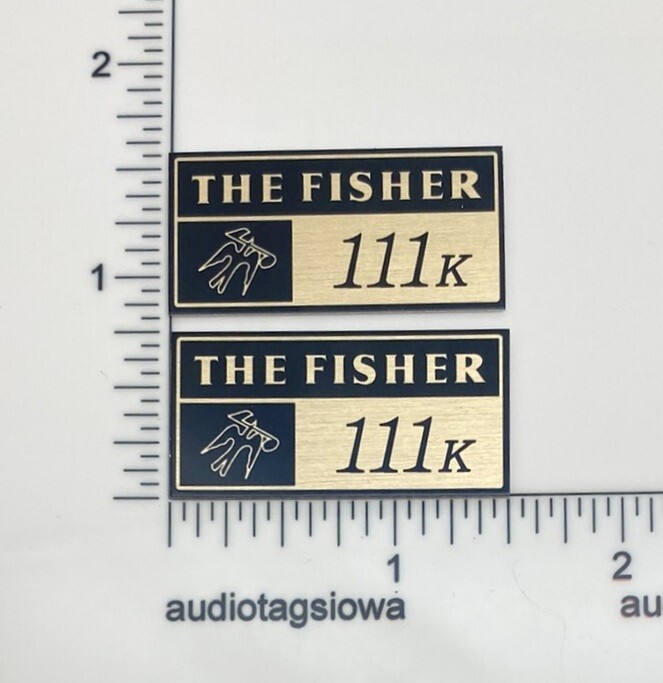 2
THE FISHER
111K
1
THE FISHER
111K
1
2
audiotagsiowa
au